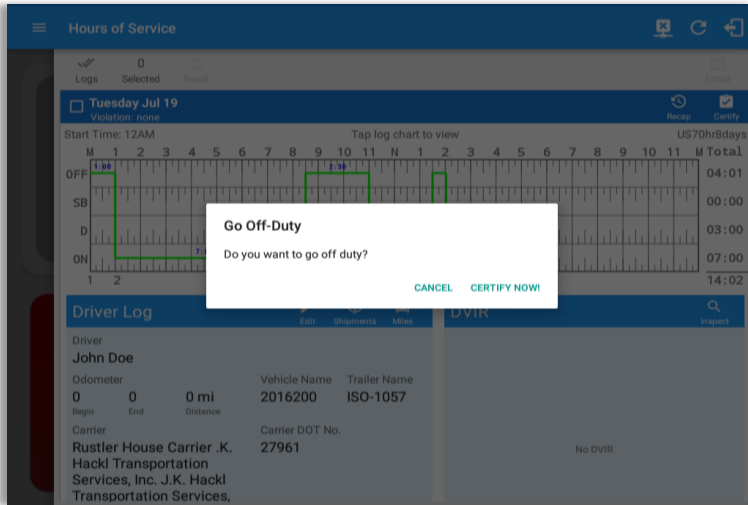 Hours of Service
Logs
0
Selected
Reset
Email
Tuesday Jul 19
Violation: none
Recap
Certify
Start Time: 12AM
Tap log chart to view
US70hr8days
M 1 2 3 4 5 6 7 8 9 10 11 N 1 2 3 4 5 6 7 8 9 10 11 M Total
OFF 1:00 2:30 04:01
SB 00:00
D 03:00
ON 07:00
1 2 14:02
Go Off-Duty
Do you want to go off duty?
CANCEL CERTIFY NOW!
Driver Log
Edit Shipments Miles
DVIR
Inspect
Driver
John Doe
Odometer
0 0 0 mi
Begin End Distance
Vehicle Name
2016200
Trailer Name
ISO-1057
Carrier
Rustler House Carrier .K.
Hackl Transportation
Services, Inc. J.K. Hackl
Transportation Services,
Carrier DOT No.
27961
No DVIR